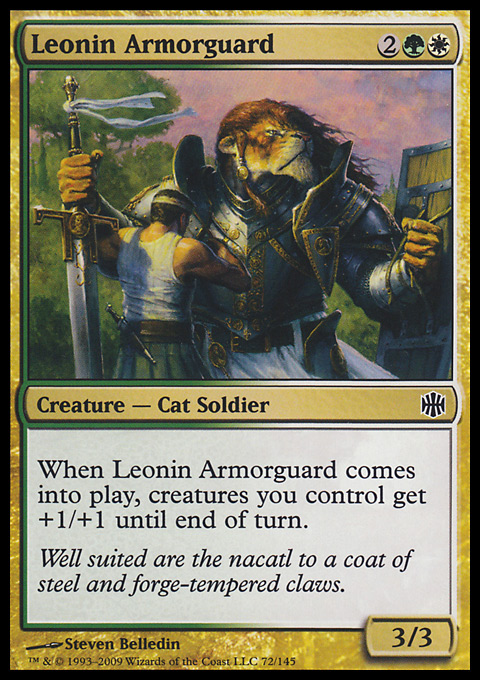 Leonin Armorguard 2
Creature — Cat Soldier
When Leonin Armorguard comes
into play, creatures you control get
+1/+1 until end of turn.
Well suited are the nacatl to a coat of
steel and forge-tempered claws.
Steven Belledin
3/3
™ & © 1993–2009 Wizards of the Coast LLC 72/145